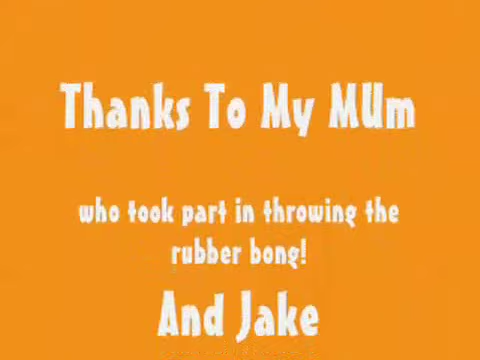 Thanks To My MUm
who took part in throwing the
rubber bong!
And Jake